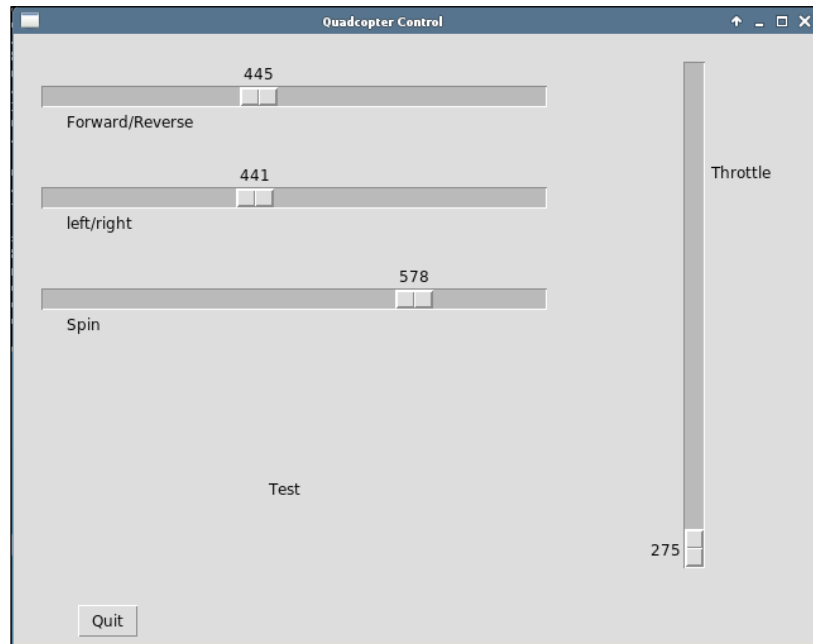 Quadcopter Control
445
Forward/Reverse
441
left/right
578
Spin
Throttle
Test
275
Quit